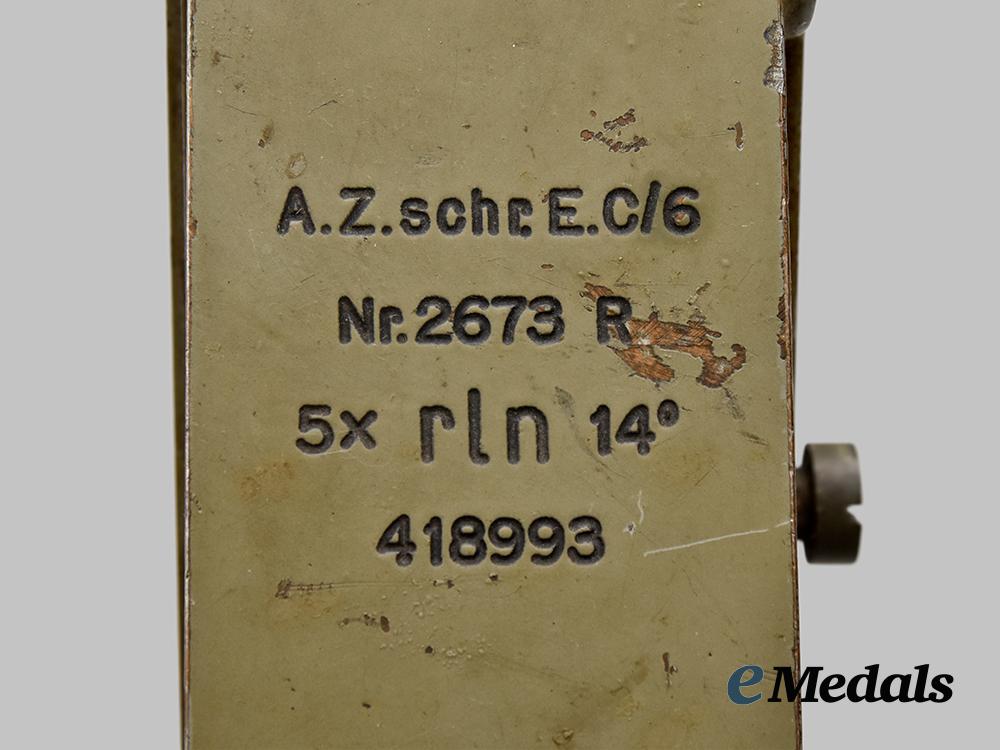 A.Z.schr.E.C/6
Nr.2673 R
5x rln 14°
418993
eMedals